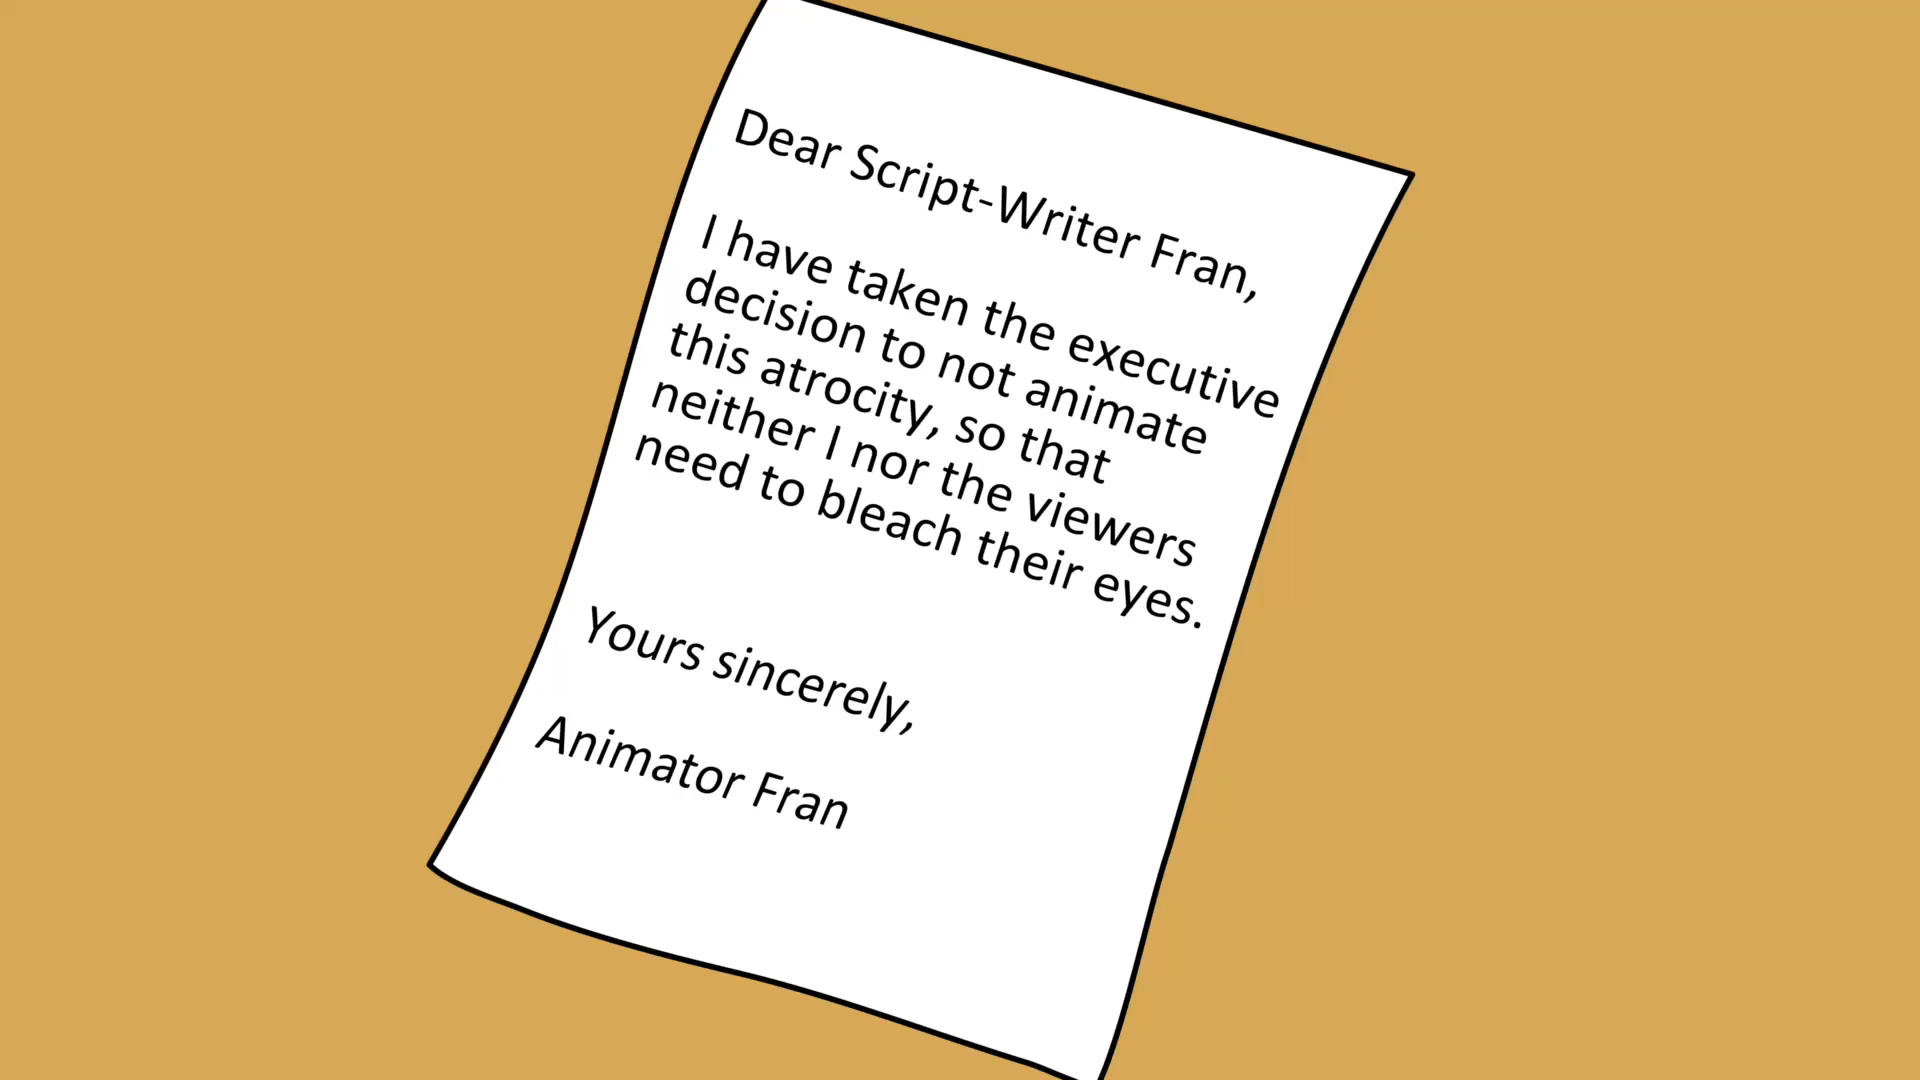 Dear Script-Writer Fran,
I have taken the executive
decision to not animate
this atrocity, so that
neither I nor the viewers
need to bleach their eyes.
Yours sincerely,
Animator Fran